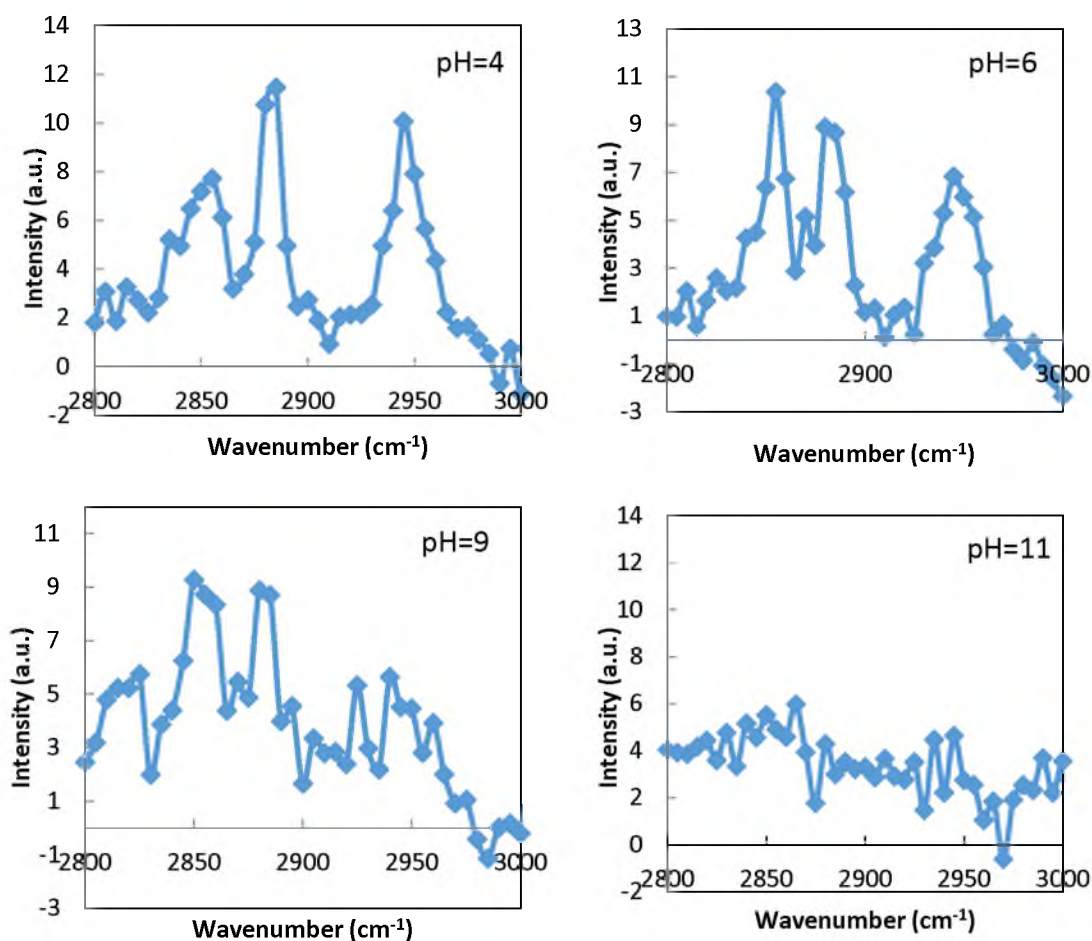 14
12
10
8
6
4
2
0
-2
Intensity (a.u.)
pH=4
2800 2850 2900 2950 3000
Wavenumber (cm⁻¹)
13
11
9
7
5
3
1
-1
-3
Intensity (a.u.)
pH=6
2800 2900 3000
Wavenumber (cm⁻¹)
11
9
7
5
3
1
-1
-3
Intensity (a.u.)
pH=9
2800 2850 2900 2950 3000
Wavenumber (cm⁻¹)
14
12
10
8
6
4
2
0
-2
Intensity (a.u.)
pH=11
2800 2850 2900 2950 3000
Wavenumber (cm⁻¹)